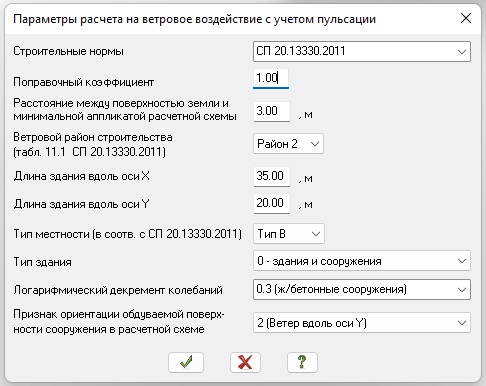 Параметры расчета на ветровое воздействие с учетом пульсации
Строительные нормы СП 20.13330.2011
Поправочный коэффициент 1.00
Расстояние между поверхностью земли и
минимальной аппликатой расчетной схемы 3.00 , м
Ветровой район строительства
(табл. 11.1 СП 20.13330.2011) Район 2
Длина здания вдоль оси X 35.00 , м
Длина здания вдоль оси Y 20.00 , м
Тип местности (в соотв. с СП 20.13330.2011) Тип B
Тип здания 0 - здания и сооружения
Логарифмический декремент колебаний 0.3 (ж/бетонные сооружения)
Признак ориентации обдуваемой поверх-
ности сооружения в расчетной схеме 2 (Ветер вдоль оси Y)
?